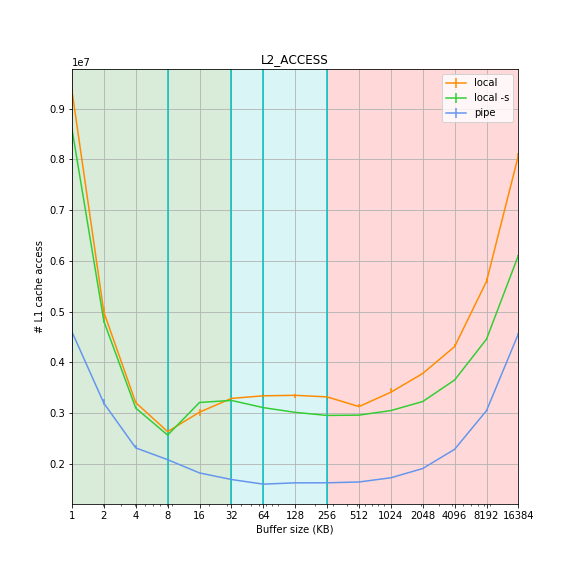 L2_ACCESS
1e7
local
local -s
pipe
0.9
0.8
0.7
0.6
0.5
0.4
0.3
0.2
# L1 cache access
1 2 4 8 16 32 64 128 256 512 1024 2048 4096 8192 16384
Buffer size (KB)